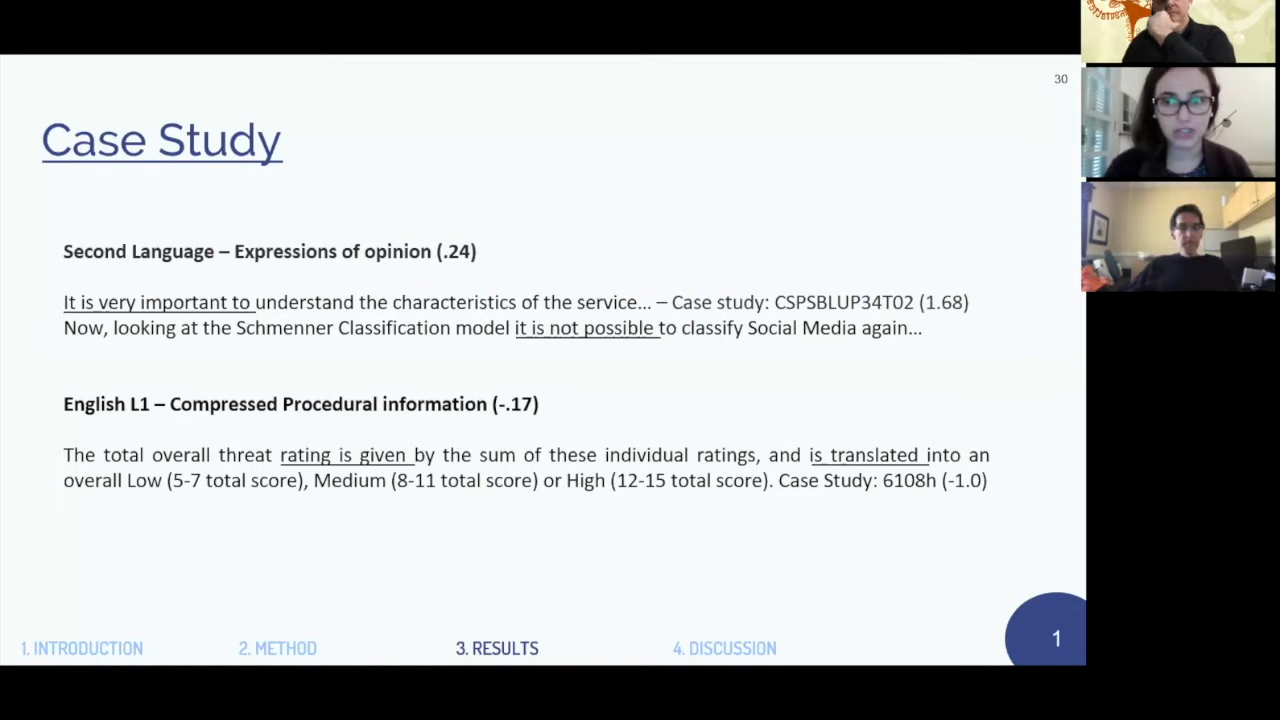 30
Case Study
Second Language – Expressions of opinion (.24)
It is very important to understand the characteristics of the service... – Case study: CSPSBLUP34T02 (1.68)
Now, looking at the Schmenner Classification model it is not possible to classify Social Media again...
English L1 – Compressed Procedural information (-.17)
The total overall threat rating is given by the sum of these individual ratings, and is translated into an
overall Low (5-7 total score), Medium (8-11 total score) or High (12-15 total score). Case Study: 6108h (-1.0)
1
1. INTRODUCTION 2. METHOD 3. RESULTS 4. DISCUSSION